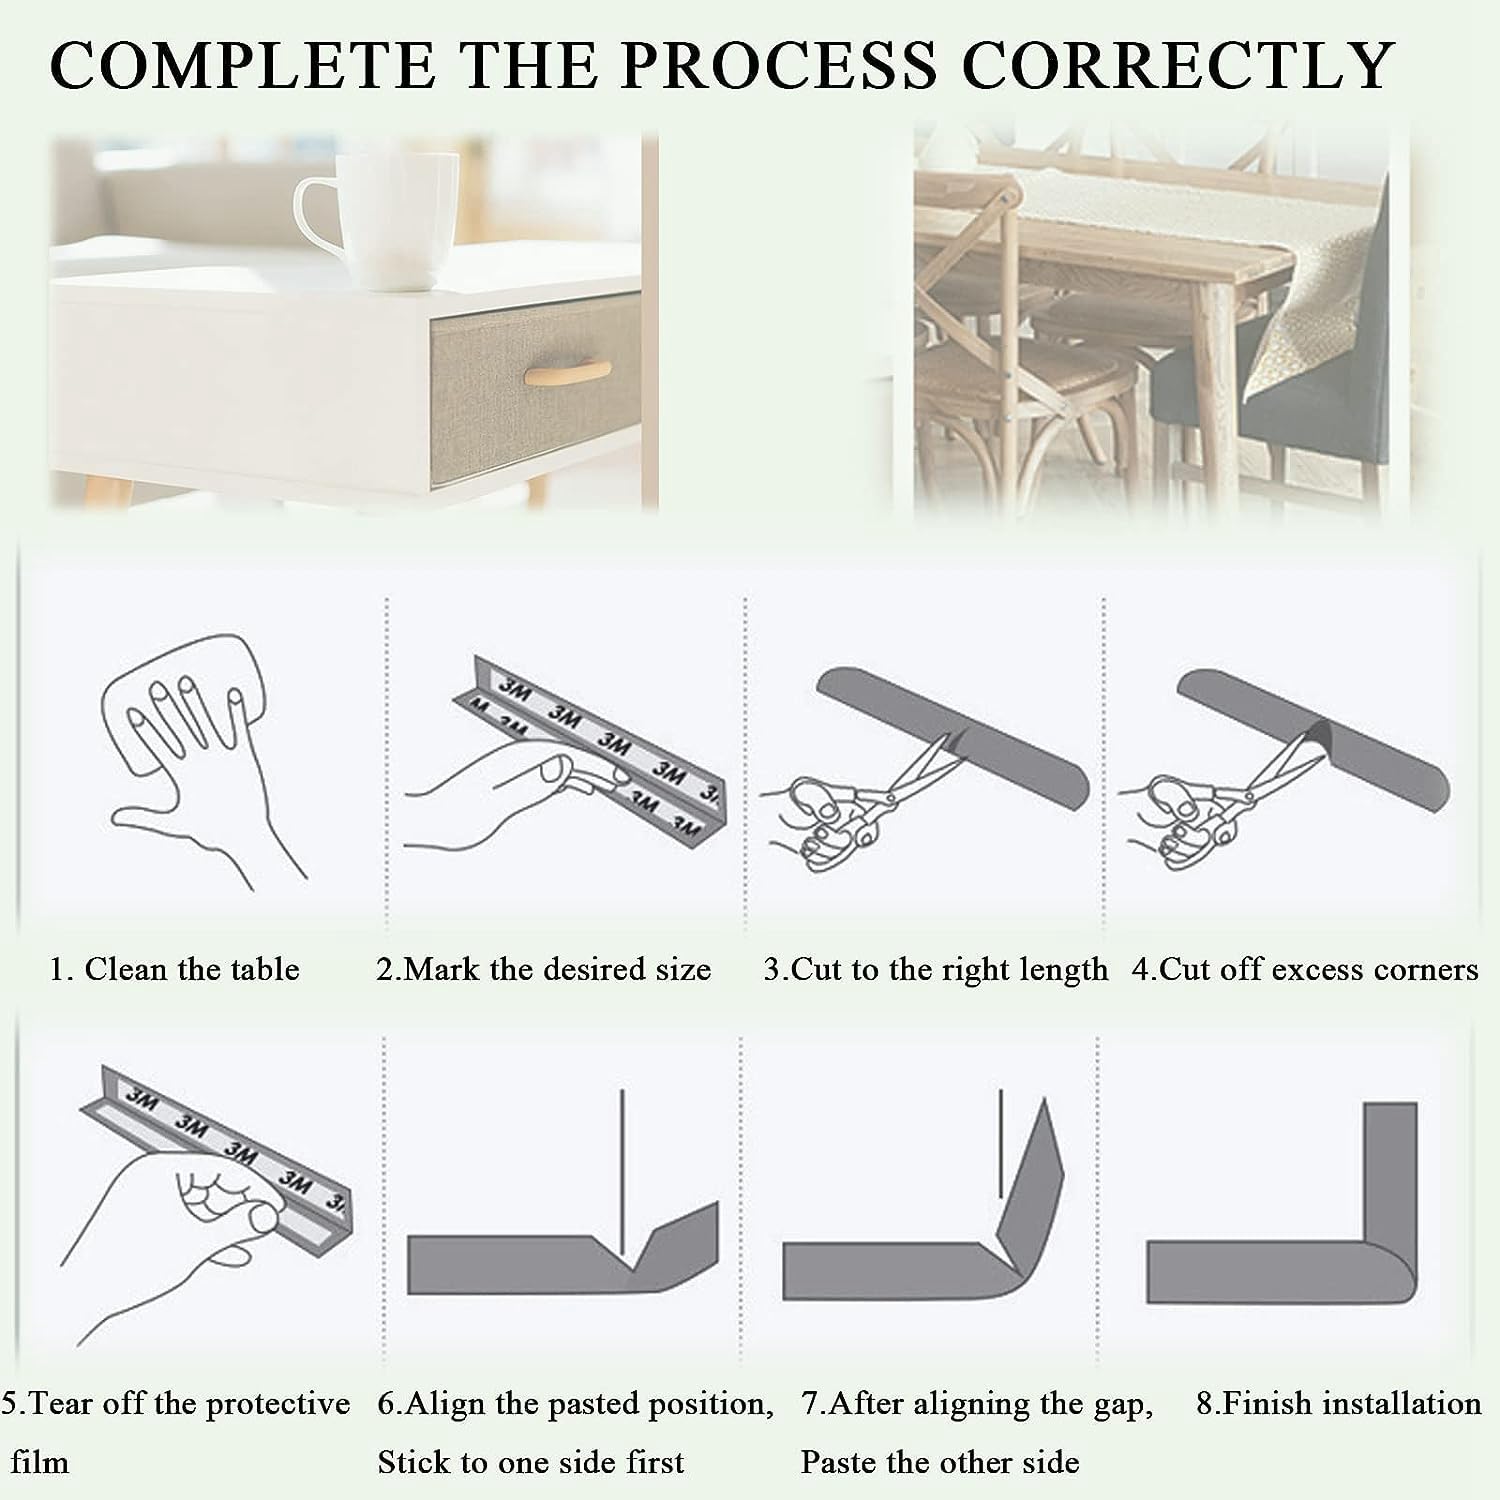 COMPLETE THE PROCESS CORRECTLY
3M 3M 3M 3M 3
M 3M 3M 3M
1. Clean the table
2.Mark the desired size
3.Cut to the right length
4.Cut off excess corners
3M 3M 3M 3M 3
5.Tear off the protective
film
6.Align the pasted position,
Stick to one side first
7.After aligning the gap,
Paste the other side
8.Finish installation